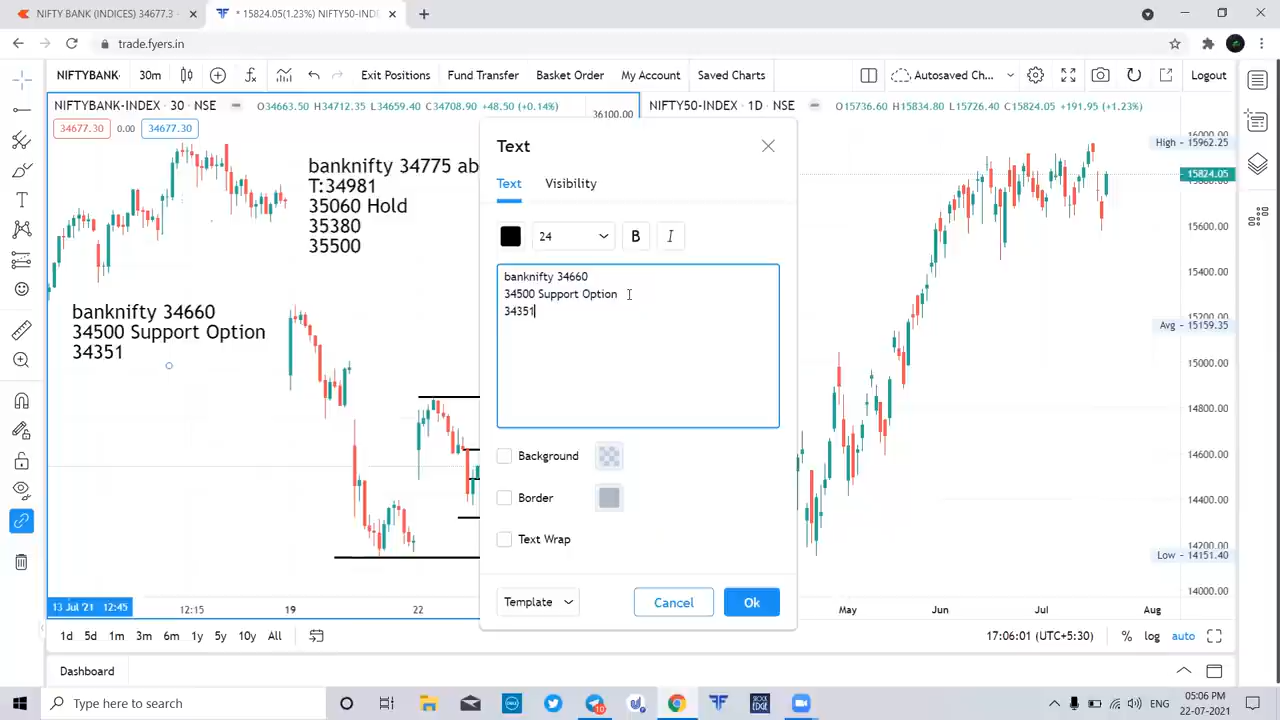 NIFTY BANK (INDICES) 34677.3
* 15824.05(1.23%) NIFTY50-INDE
trade.fyers.in
NIFTYBANK-
30m
Exit Positions
Fund Transfer
Basket Order
My Account
Saved Charts
Autosaved Ch...
Logout
NIFTYBANK-INDEX · 30 · NSE
O34663.50 H34712.35 L34659.40 C34708.90 +48.50 (+0.14%)
36100.00
34677.30
0.00
34677.30
banknifty 34775 ab
T:34981
35060 Hold
35380
35500
banknifty 34660
34500 Support Option
34351
13 Jul '21 12:45
12:15
19
22
Text
Text
Visibility
24
B
I
banknifty 34660
34500 Support Option
34351
Background
Border
Text Wrap
Template
Cancel
Ok
NIFTY50-INDEX · 1D · NSE
O15736.60 H15834.80 L15726.40 C15824.05 +191.95 (+1.23%)
16000.00
High - 15962.25
15824.05
15600.00
15400.00
15200.00
Avg - 15159.35
15000.00
14800.00
14600.00
14400.00
14200.00
Low - 14151.40
14000.00
May
Jun
Jul
Aug
1d
5d
1m
3m
6m
1y
5y
10y
All
17:06:01 (UTC+5:30)
%
log
auto
Dashboard
Type here to search
DELL
10
STOCK
EDGE
ENG
05:06 PM
22-07-2021